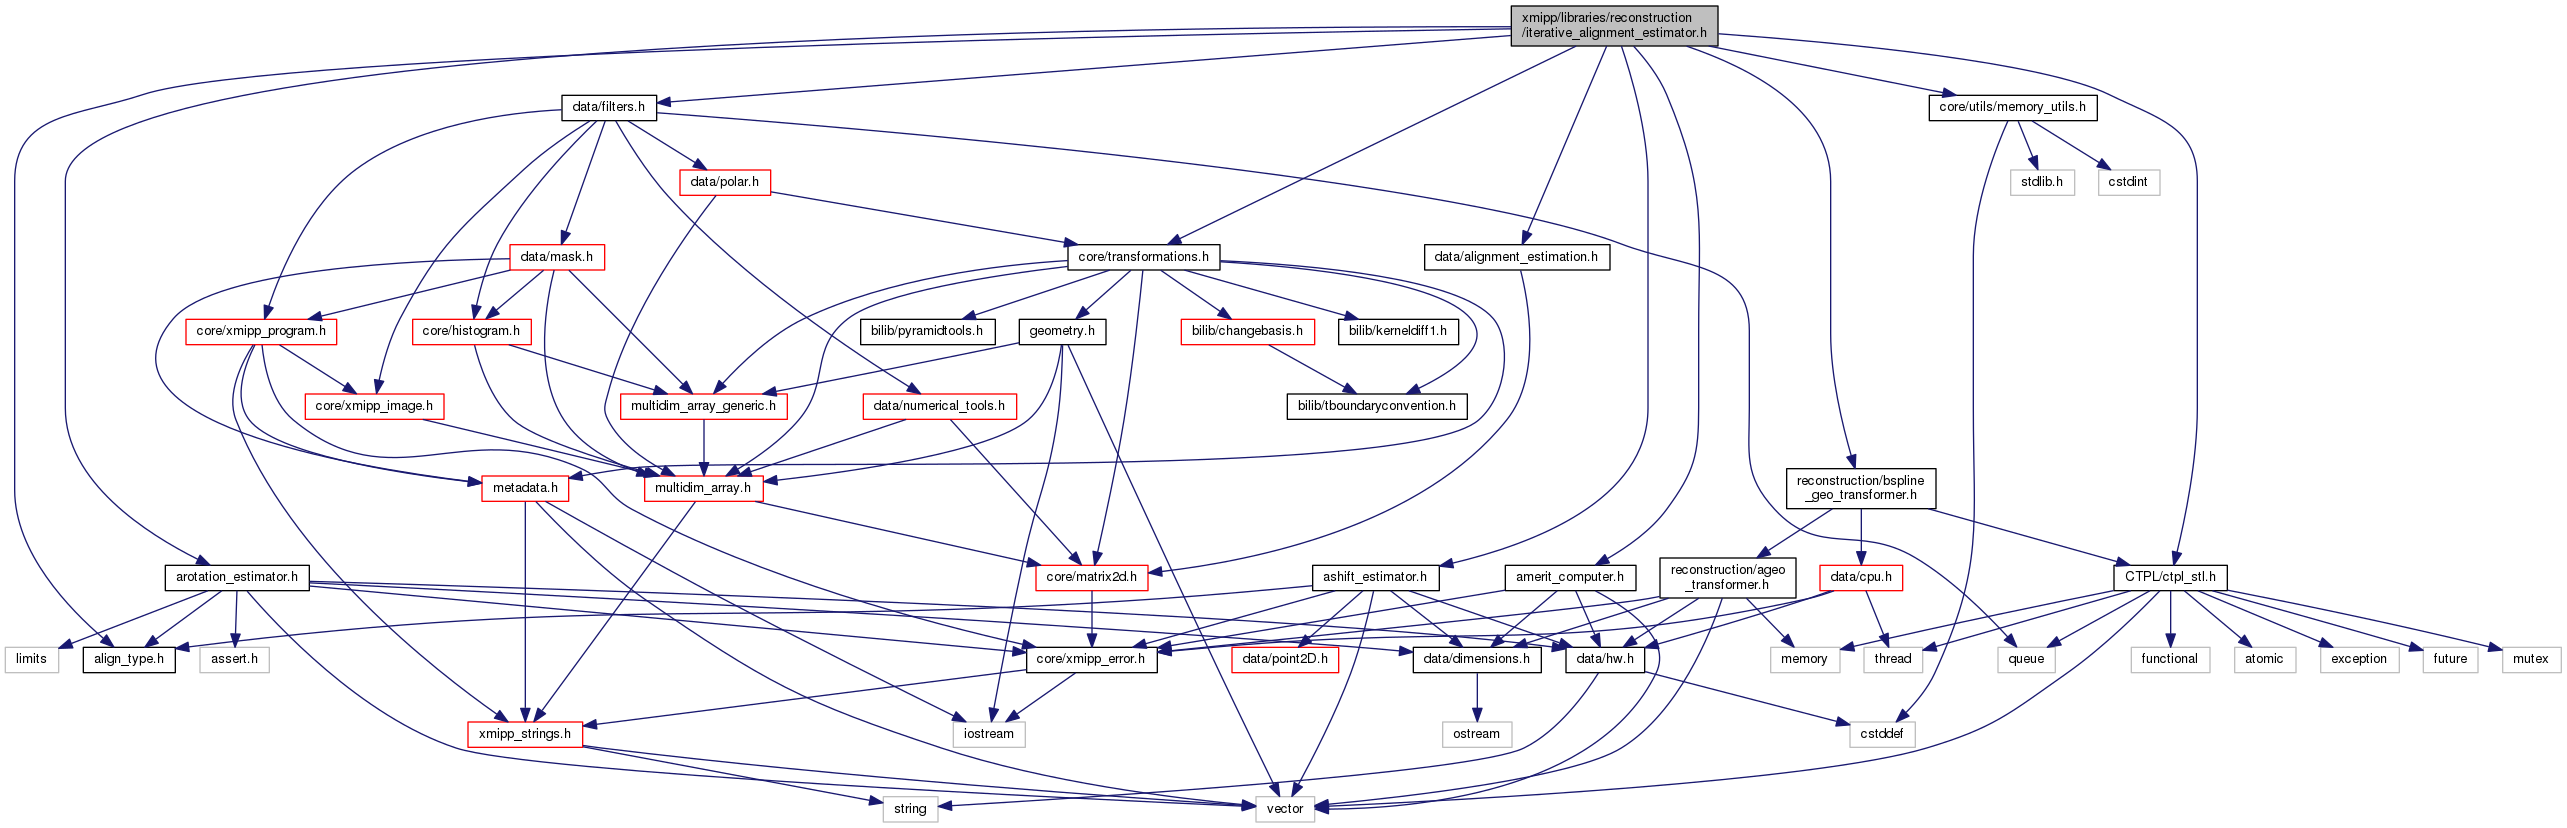 xmipp/libraries/reconstruction
/iterative_alignment_estimator.h
data/filters.h
core/utils/memory_utils.h
data/polar.h
stdlib.h
cstdint
data/mask.h
core/transformations.h
data/alignment_estimation.h
core/xmipp_program.h
core/histogram.h
bilib/pyramidtools.h
geometry.h
bilib/changebasis.h
bilib/kerneldiff1.h
core/xmipp_image.h
multidim_array_generic.h
data/numerical_tools.h
bilib/tboundaryconvention.h
metadata.h
multidim_array.h
reconstruction/bspline
_geo_transformer.h
arotation_estimator.h
core/matrix2d.h
ashift_estimator.h
amerit_computer.h
reconstruction/ageo
_transformer.h
data/cpu.h
CTPL/ctpl_stl.h
limits
align_type.h
assert.h
core/xmipp_error.h
data/point2D.h
data/dimensions.h
data/hw.h
memory
thread
queue
functional
atomic
exception
future
mutex
xmipp_strings.h
iostream
ostream
cstddef
string
vector